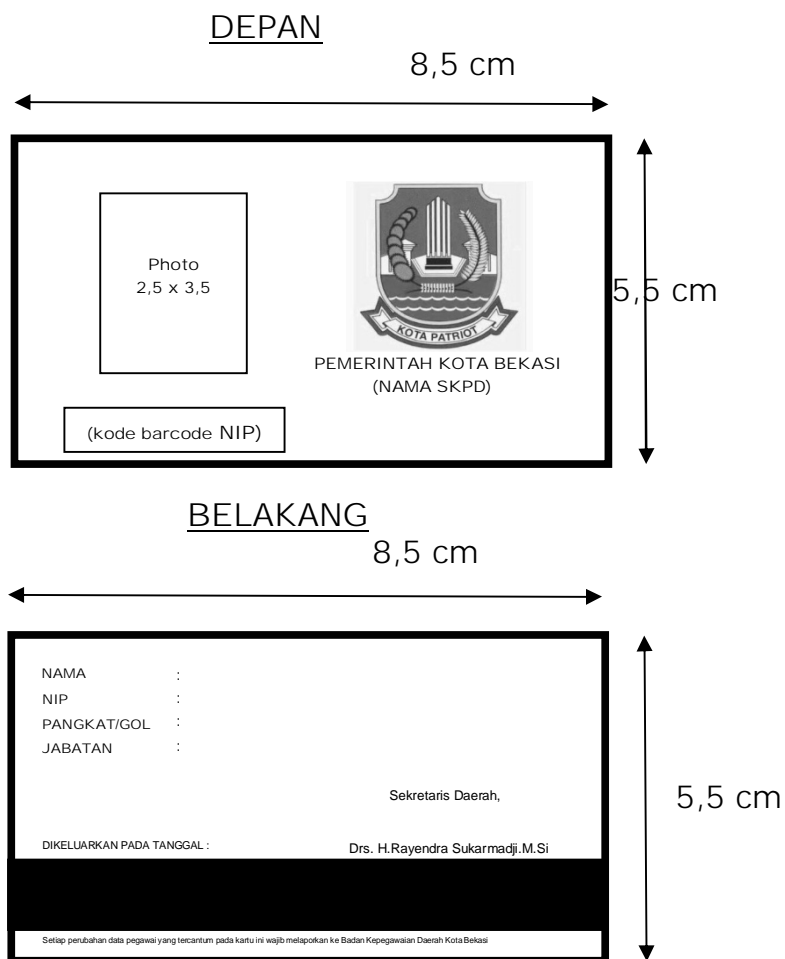 DEPAN
8,5 cm
Photo
2,5 x 3,5
KOTA PATRIOT
5,5 cm
PEMERINTAH KOTA BEKASI
(NAMA SKPD)
(kode barcode NIP)
BELAKANG
8,5 cm
NAMA :
NIP :
PANGKAT/GOL :
JABATAN :
Sekretaris Daerah,
5,5 cm
DIKELUARKAN PADA TANGGAL :
Drs. H.Rayendra Sukarmadji.M.Si
Setiap perubahan data pegawai yang tercantum pada kartu ini wajib melaporkan ke Badan Kepegawaian Daerah Kota Bekasi